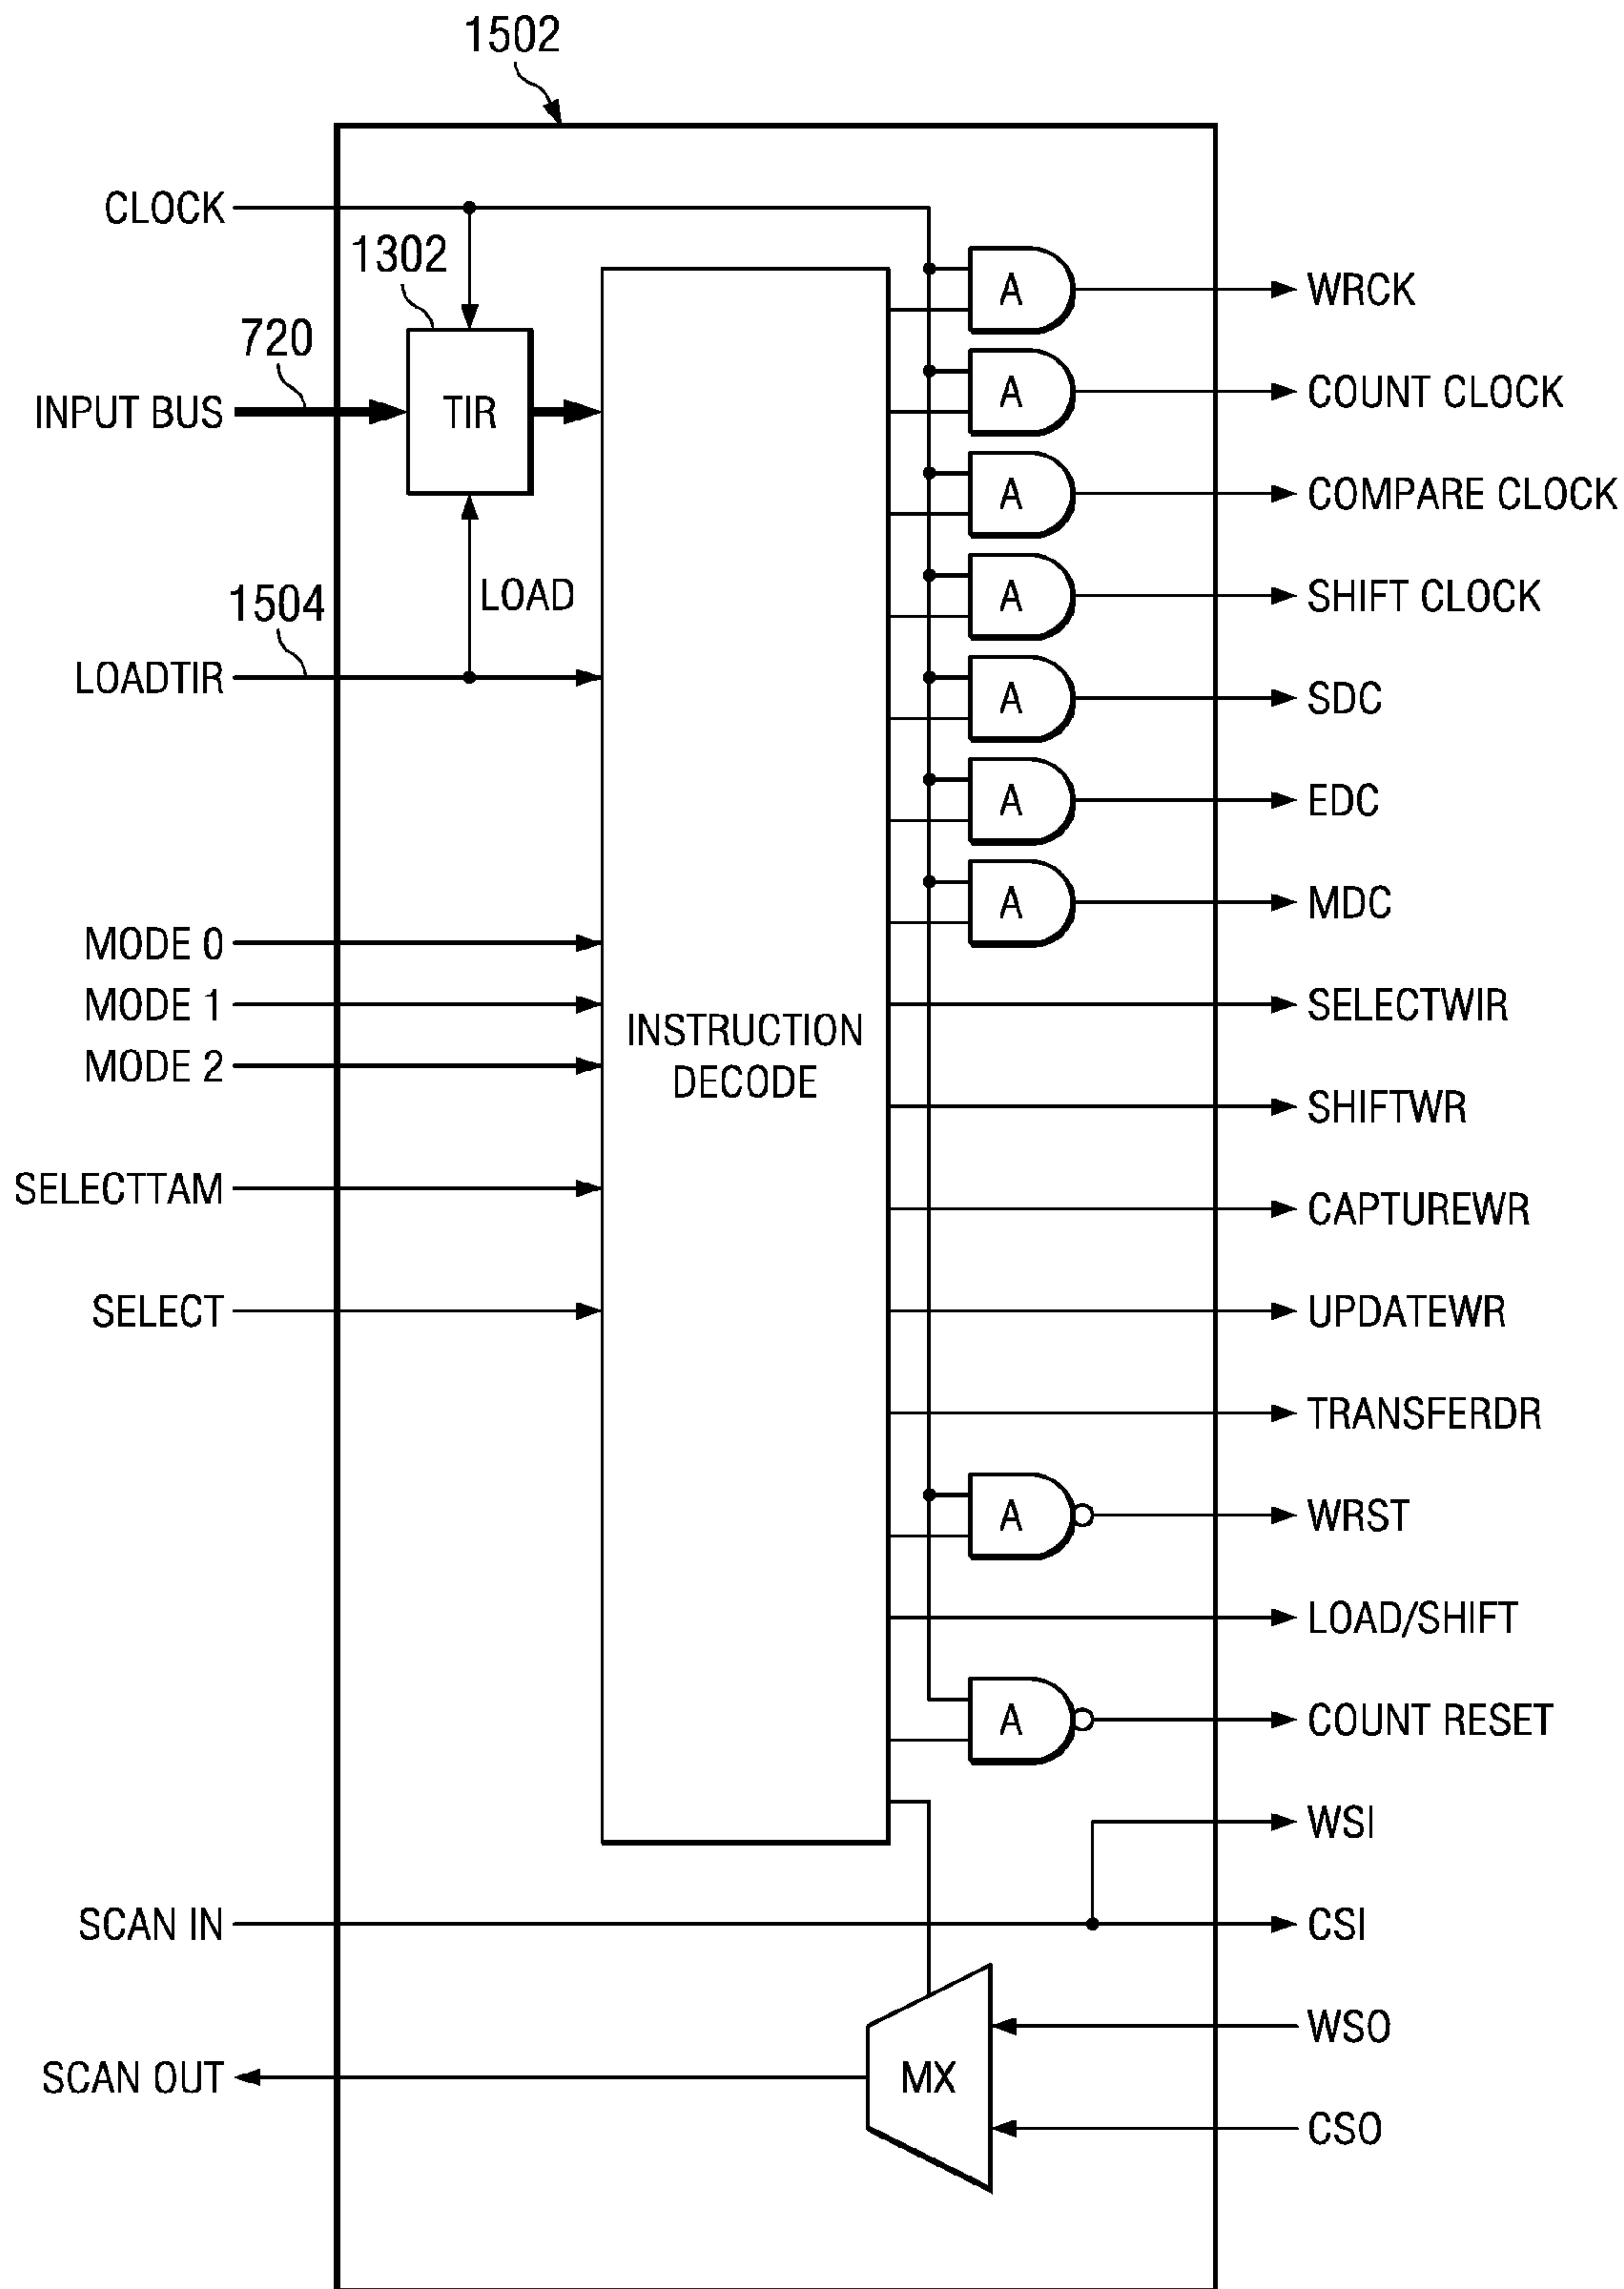 1502
CLOCK
1302
A
WRCK
720
INPUT BUS
TIR
A
COUNT CLOCK
A
COMPARE CLOCK
1504
LOAD
A
SHIFT CLOCK
LOADTIR
A
SDC
A
EDC
A
MDC
MODE 0
MODE 1
MODE 2
INSTRUCTION
DECODE
SELECTWIR
SHIFTWR
SELECTTAM
CAPTUREWR
SELECT
UPDATEWR
TRANSFERDR
A
WRST
LOAD/SHIFT
A
COUNT RESET
WSI
SCAN IN
CSI
WSO
SCAN OUT
MX
CSO